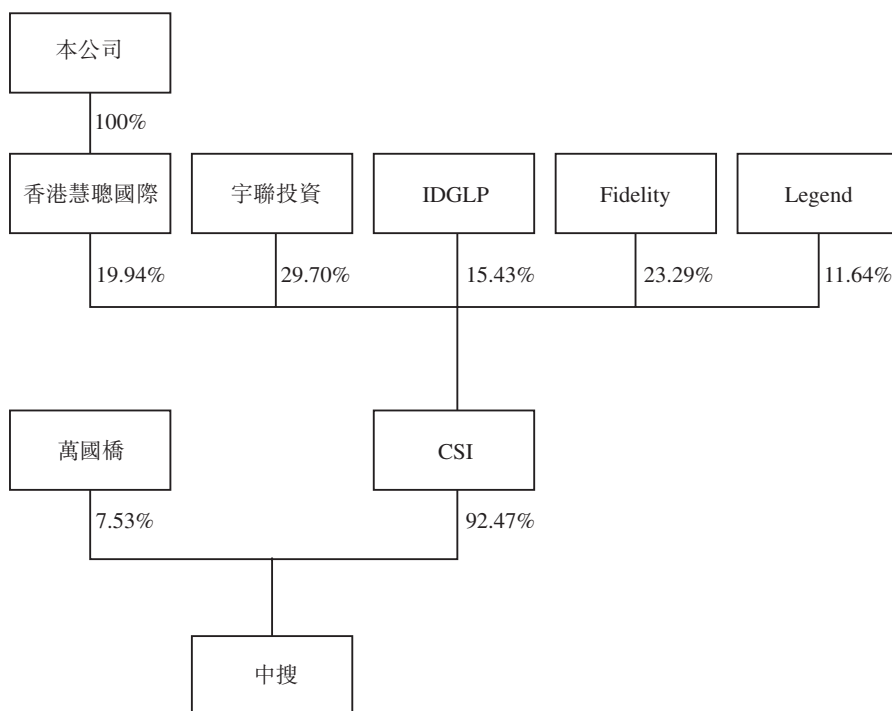 本公司
100%
香港慧聰國際
宇聯投資
IDGLP
Fidelity
Legend
19.94%
29.70%
15.43%
23.29%
11.64%
萬國橋
CSI
7.53%
92.47%
中搜